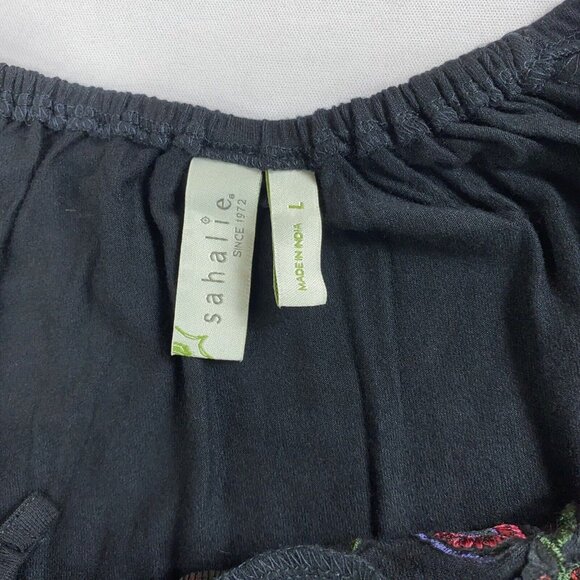 sahalie®
SINCE 1972
L
MADE IN INDIA